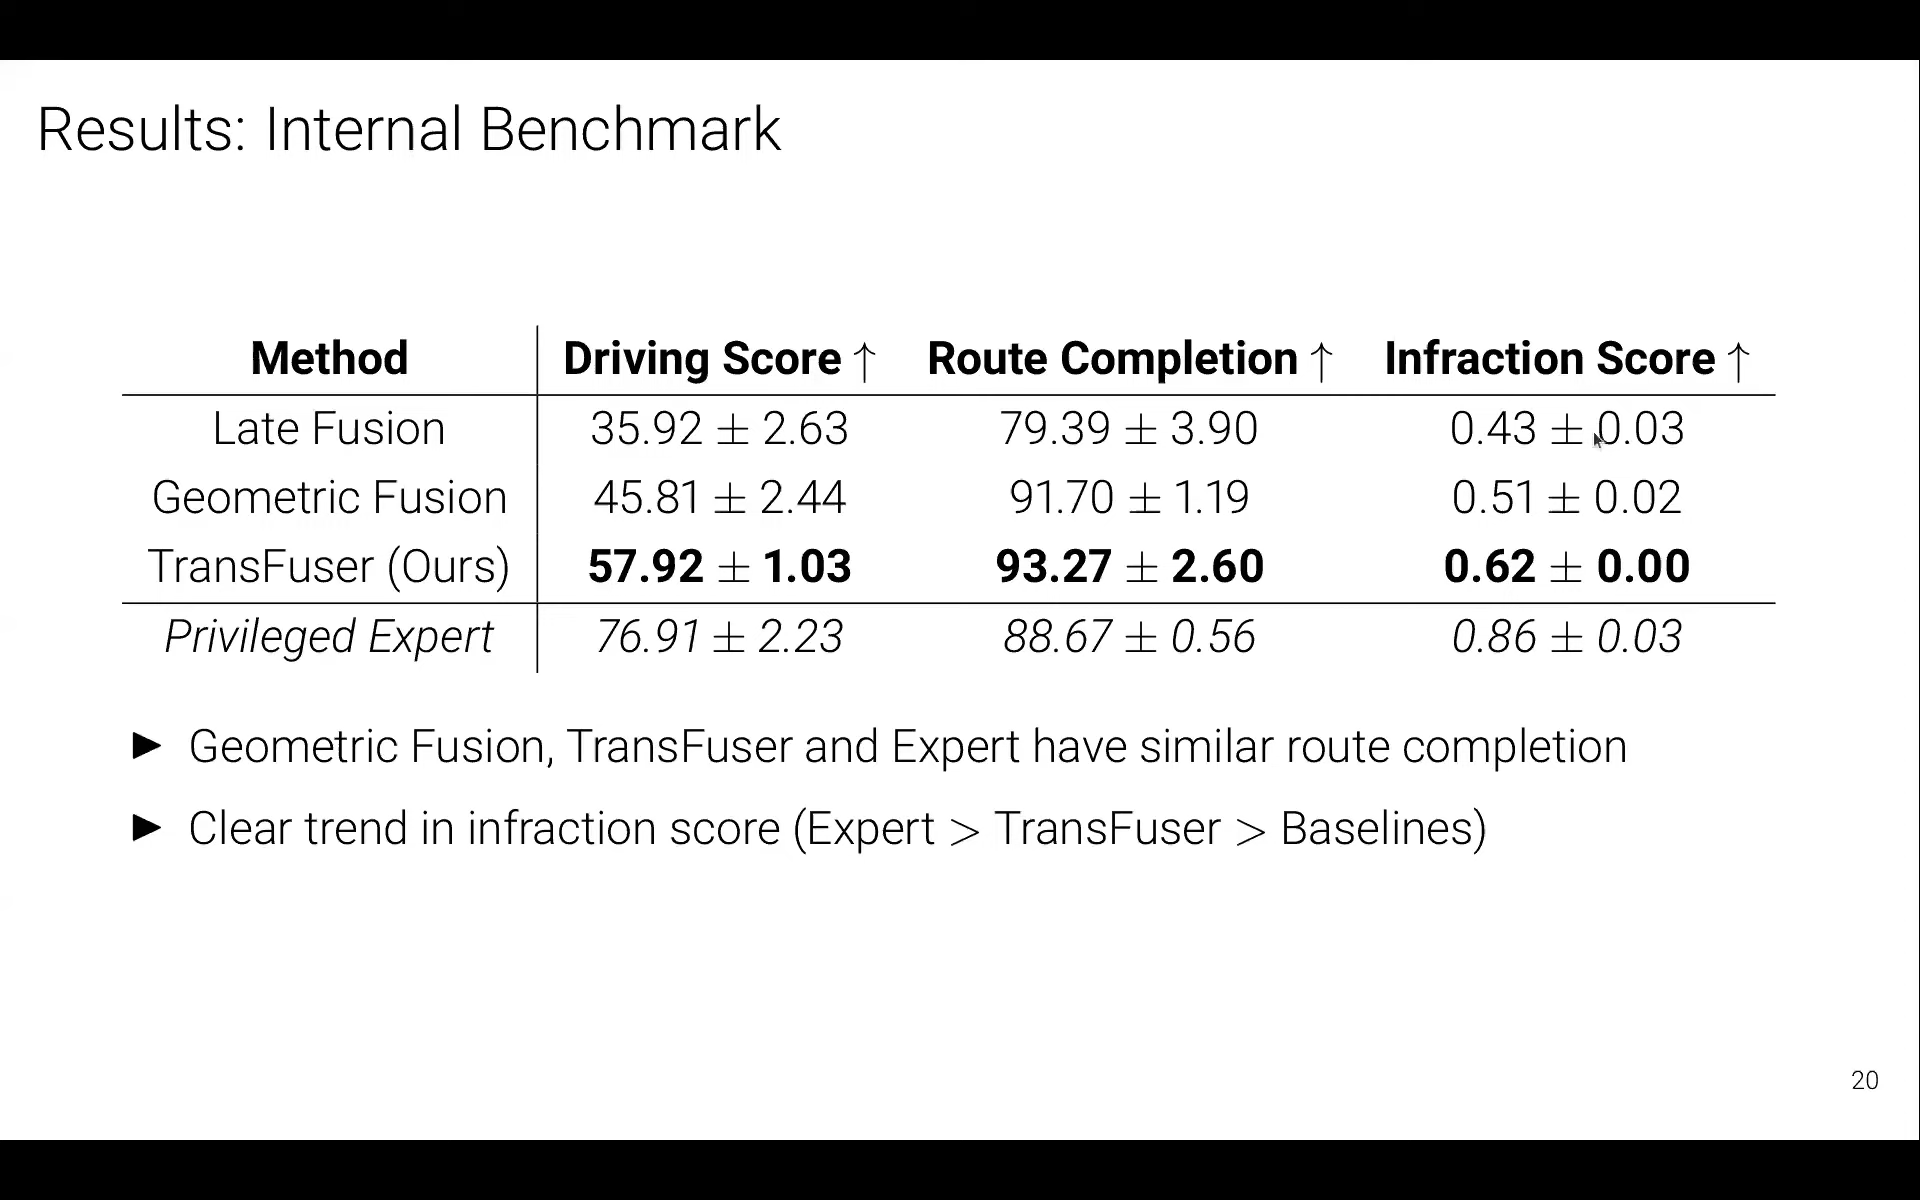 Results: Internal Benchmark
Method Driving Score ↑ Route Completion ↑ Infraction Score ↑
Late Fusion 35.92 ± 2.63 79.39 ± 3.90 0.43 ± 0.03
Geometric Fusion 45.81 ± 2.44 91.70 ± 1.19 0.51 ± 0.02
TransFuser (Ours) 57.92 ± 1.03 93.27 ± 2.60 0.62 ± 0.00
Privileged Expert 76.91 ± 2.23 88.67 ± 0.56 0.86 ± 0.03
► Geometric Fusion, TransFuser and Expert have similar route completion
► Clear trend in infraction score (Expert > TransFuser > Baselines)
20